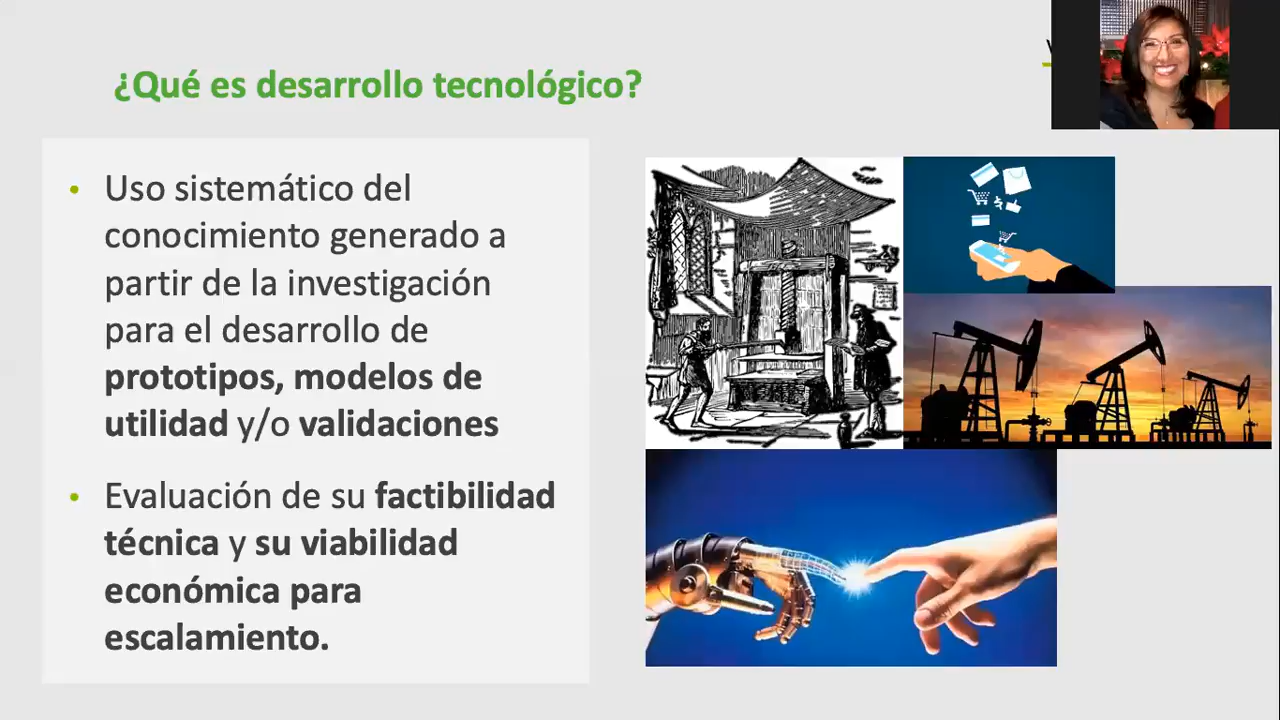 ¿Qué es desarrollo tecnológico?
• Uso sistemático del
conocimiento generado a
partir de la investigación
para el desarrollo de
prototipos, modelos de
utilidad y/o validaciones
• Evaluación de su factibilidad
técnica y su viabilidad
económica para
escalamiento.